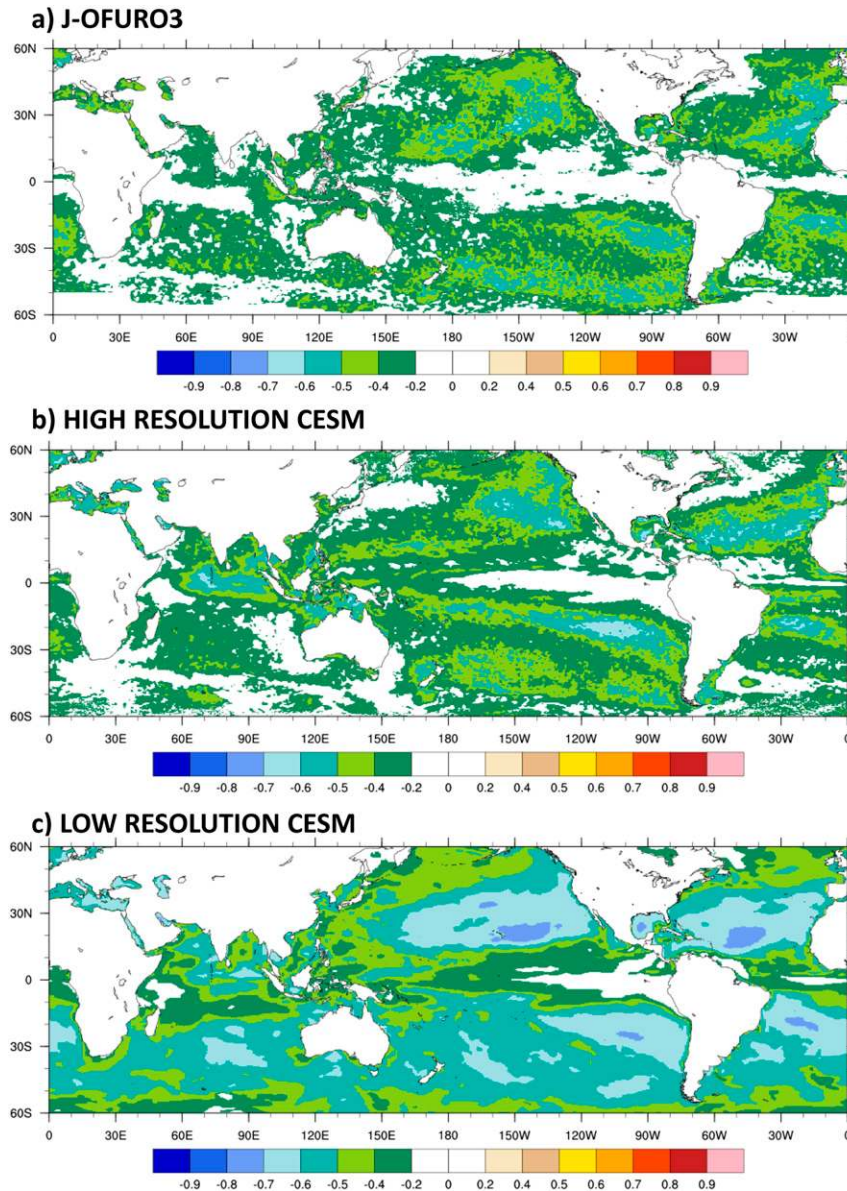 a) J-OFURO3
60N
30N
0
30S
60S
0 30E 60E 90E 120E 150E 180 150W 120W 90W 60W 30W 0
-0.9 -0.8 -0.7 -0.6 -0.5 -0.4 -0.2 0 0.2 0.4 0.5 0.6 0.7 0.8 0.9
b) HIGH RESOLUTION CESM
60N
30N
0
30S
60S
0 30E 60E 90E 120E 150E 180 150W 120W 90W 60W 30W 0
-0.9 -0.8 -0.7 -0.6 -0.5 -0.4 -0.2 0 0.2 0.4 0.5 0.6 0.7 0.8 0.9
c) LOW RESOLUTION CESM
60N
30N
0
30S
60S
0 30E 60E 90E 120E 150E 180 150W 120W 90W 60W 30W 0
-0.9 -0.8 -0.7 -0.6 -0.5 -0.4 -0.2 0 0.2 0.4 0.5 0.6 0.7 0.8 0.9